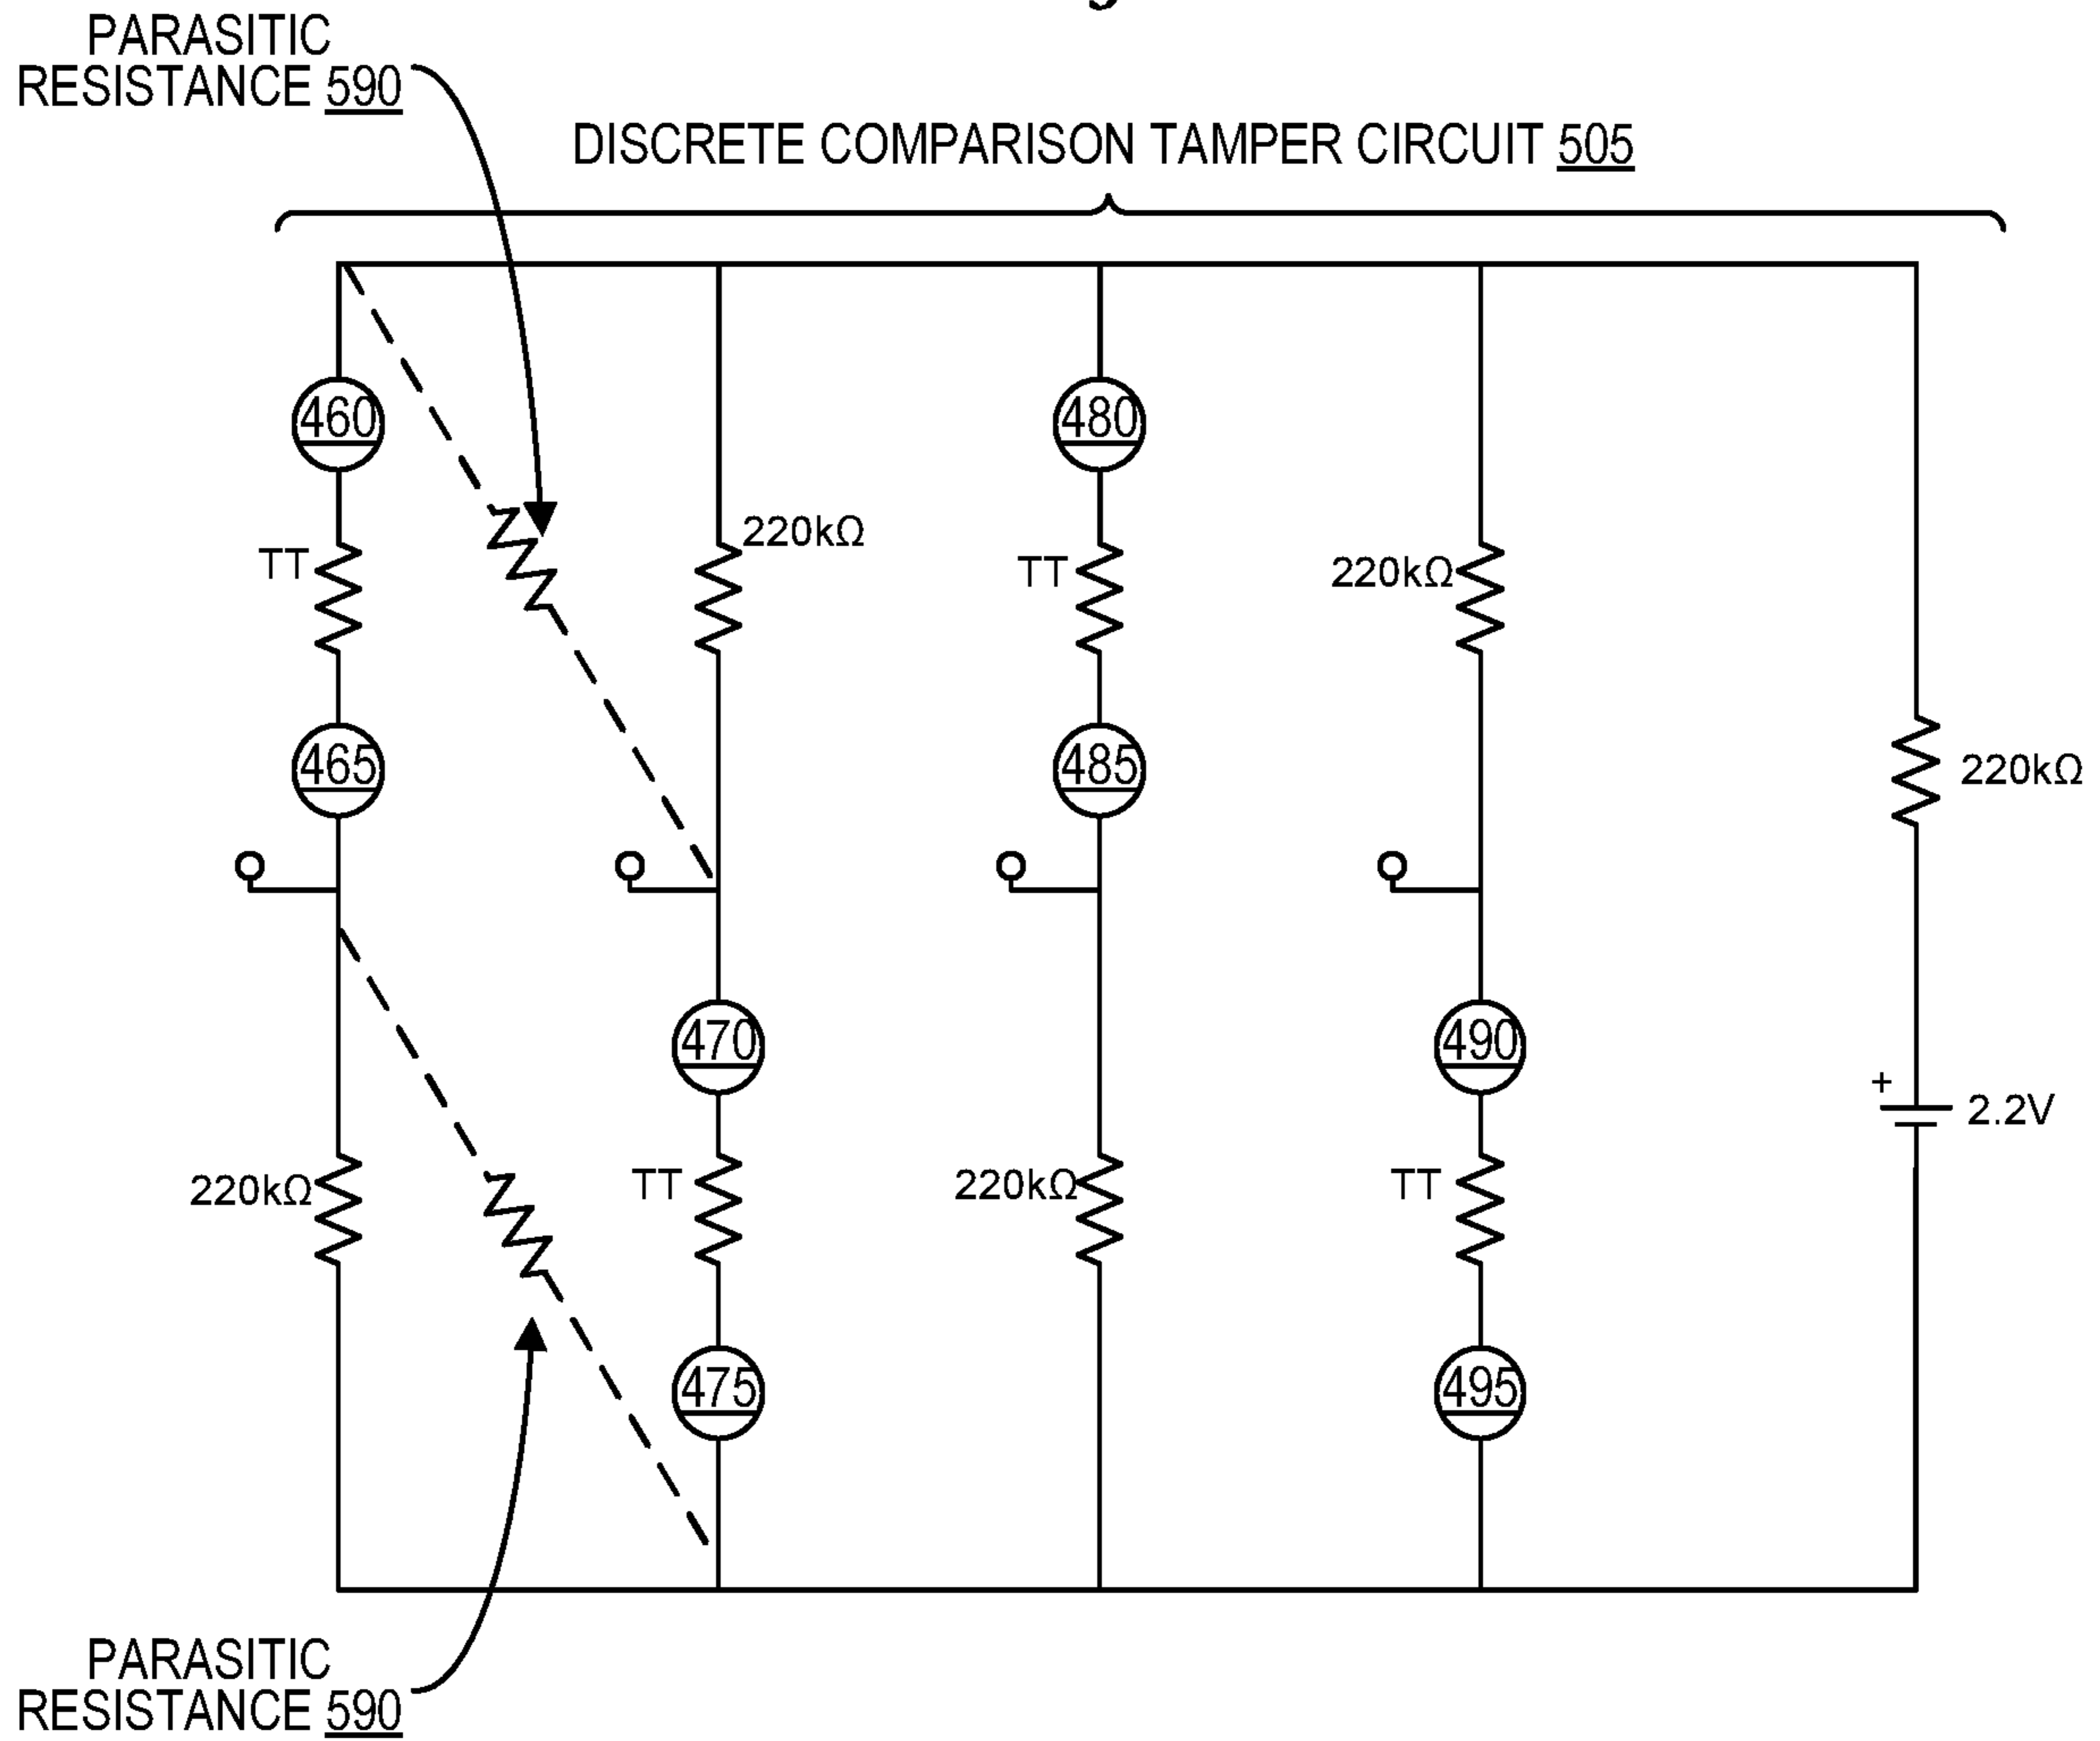 PARASITIC
RESISTANCE 590
DISCRETE COMPARISON TAMPER CIRCUIT 505
460
480
220kΩ
TT
TT
220kΩ
465
485
220kΩ
470
490
+
2.2V
220kΩ
TT
220kΩ
TT
475
495
PARASITIC
RESISTANCE 590